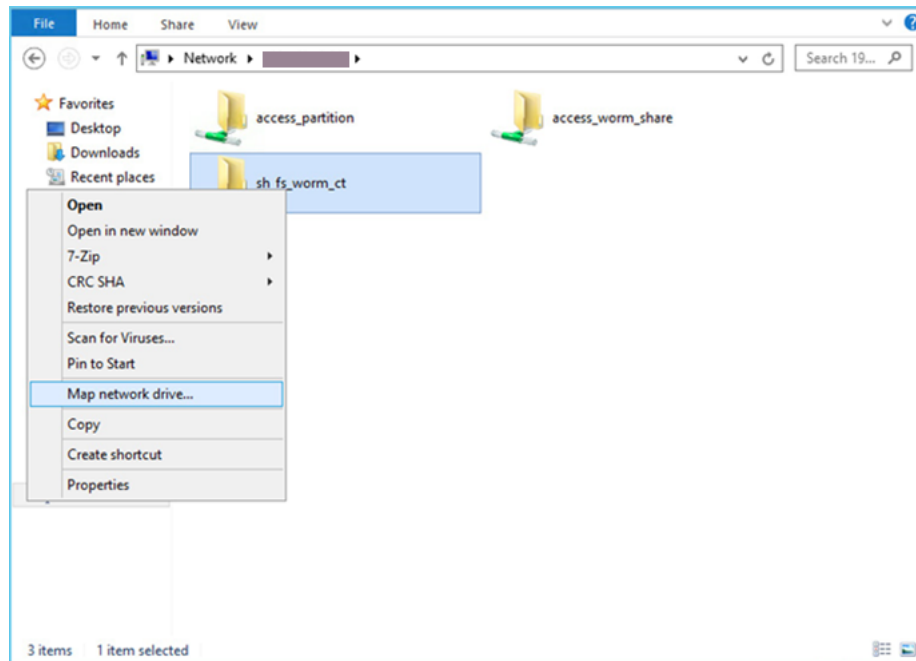 File Home Share View
Network
Search 19...
Favorites
Desktop
Downloads
Recent places
access_partition
access_worm_share
sh fs_worm_ct
Open
Open in new window
7-Zip
CRC SHA
Restore previous versions
Scan for Viruses...
Pin to Start
Map network drive...
Copy
Create shortcut
Properties
3 items 1 item selected